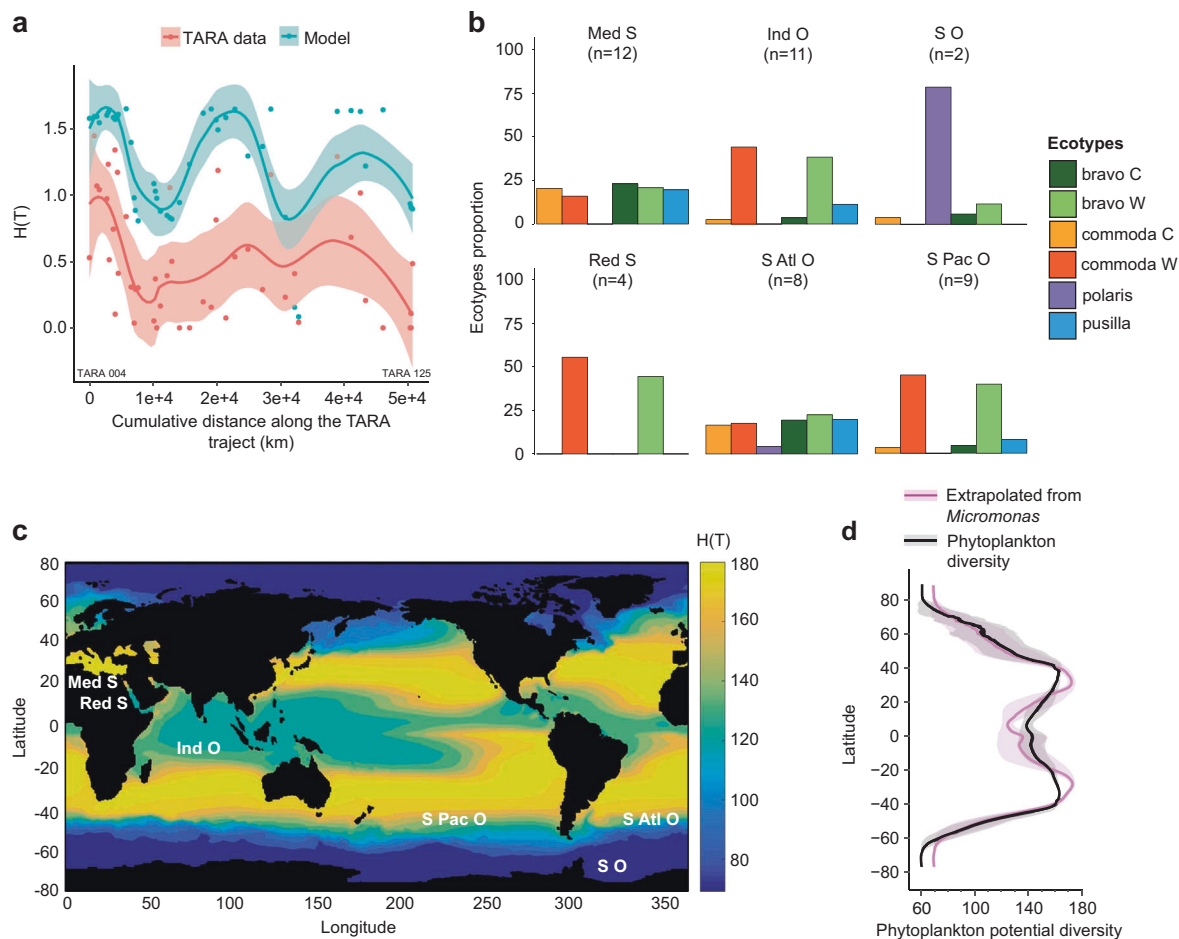 a
TARA data
Model
H(T)
1.5
1.0
0.5
0.0
TARA 004
TARA 125
0
1e+4
2e+4
3e+4
4e+4
5e+4
Cumulative distance along the TARA
traject (km)
b
Ecotypes proportion
Med S
(n=12)
Ind O
(n=11)
S O
(n=2)
100
75
50
25
0
Red S
(n=4)
S Atl O
(n=8)
S Pac O
(n=9)
100
75
50
25
0
Ecotypes
bravo C
bravo W
commoda C
commoda W
polaris
pusilla
c
H(T)
80
60
40
20
0
-20
-40
-60
-80
Latitude
Med S
Red S
Ind O
S Pac O
S Atl O
S O
0
50
100
150
200
250
300
350
Longitude
180
160
140
120
100
80
Extrapolated from
Micromonas
d
Phytoplankton
diversity
Latitude
80
60
40
20
0
−20
−40
−60
−80
60
100
140
180
Phytoplankton potential diversity